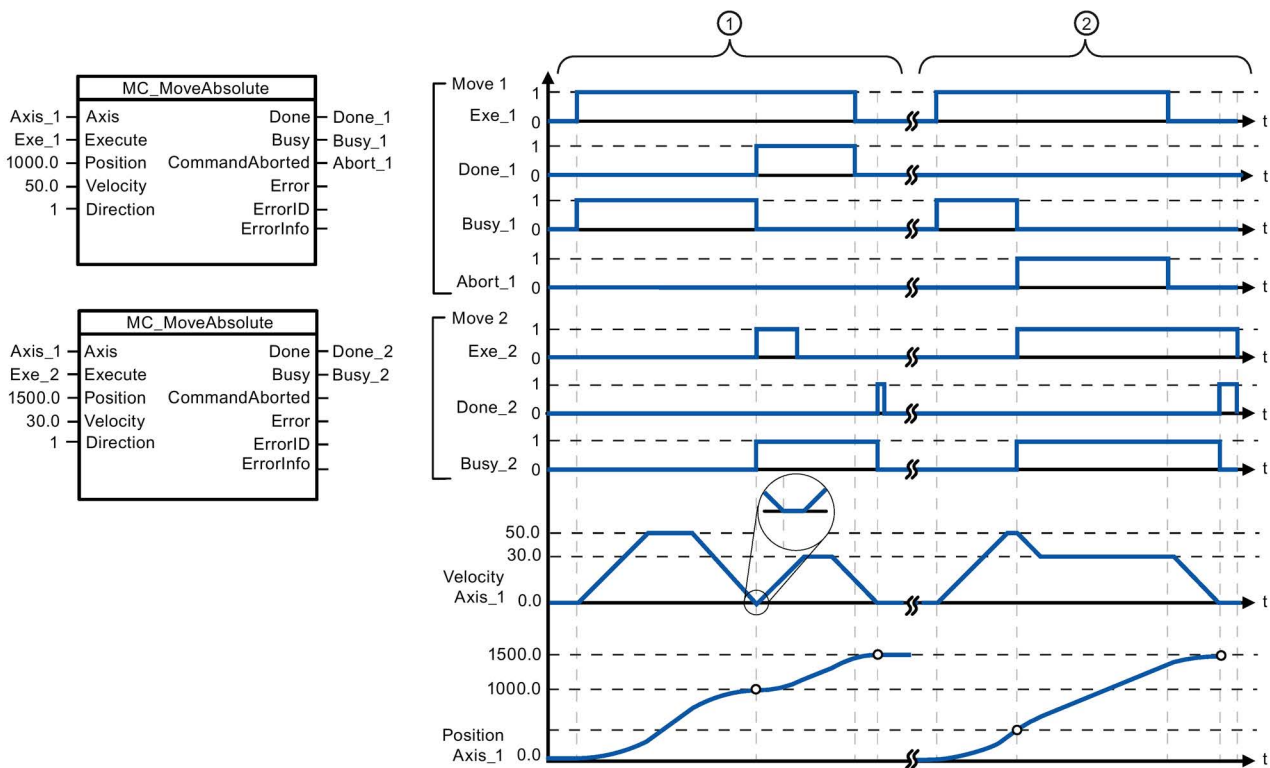 1
2
MC_MoveAbsolute
Axis_1 Axis Done Done_1
Exe_1 Execute Busy Busy_1
1000.0 Position CommandAborted Abort_1
50.0 Velocity Error
1 Direction ErrorID
ErrorInfo
MC_MoveAbsolute
Axis_1 Axis Done Done_2
Exe_2 Execute Busy Busy_2
1500.0 Position CommandAborted
30.0 Velocity Error
1 Direction ErrorID
ErrorInfo
Move 1
1
Exe_1 0 t
1
Done_1 0 t
1
Busy_1 0 t
1
Abort_1 0 t
Move 2
1
Exe_2 0 t
1
Done_2 0 t
1
Busy_2 0 t
50.0
30.0
Velocity
Axis_1 0.0 t
1500.0
1000.0
Position
Axis_1 0.0 t